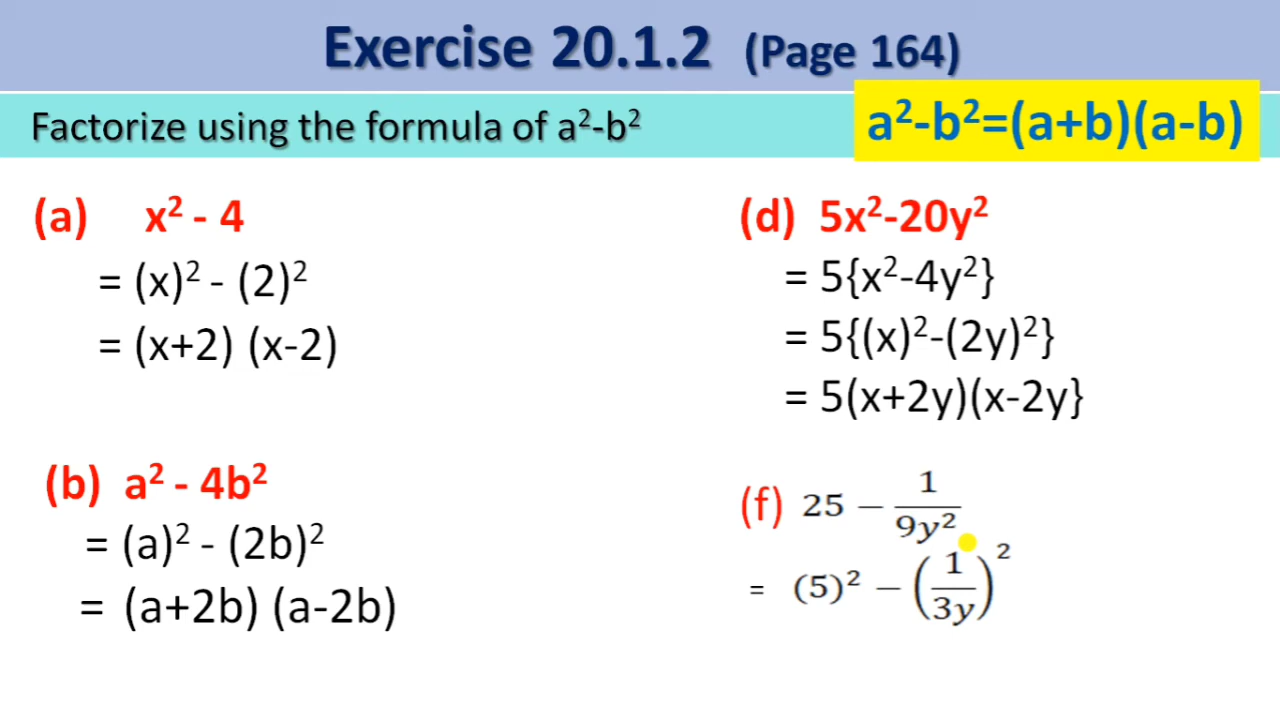 Exercise 20.1.2 (Page 164)
Factorize using the formula of a²-b²
a²-b²=(a+b)(a-b)
(a) x² - 4
= (x)² - (2)²
= (x+2) (x-2)
(b) a² - 4b²
= (a)² - (2b)²
= (a+2b) (a-2b)
(d) 5x²-20y²
= 5{x²-4y²}
= 5{(x)²-(2y)²}
= 5(x+2y)(x-2y}
(f) 25 − 1/9y²
= (5)² − (1/3y)²